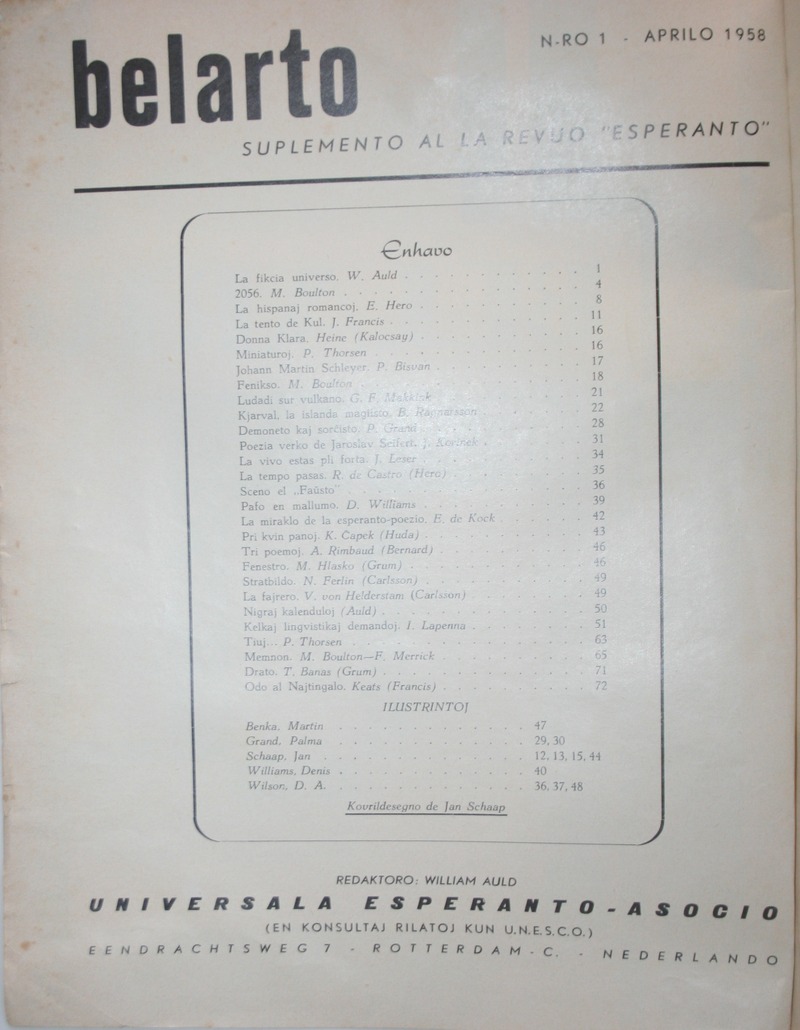 belarto
N-RO 1 - APRILO 1958
SUPLEMENTO AL LA REVUO "ESPERANTO"
Enhavo
La fikcia universo. W. Auld . . . . . . . . . . 1
2056. M. Boulton . . . . . . . . . . 4
La hispanaj romancoj. E. Hero . . . . . . . . . . 8
La tento de Kul. J. Francis . . . . . . . . . . 11
Donna Klara. Heine (Kalocsay) . . . . . . . . . . 16
Miniaturoj. P. Thorsen . . . . . . . . . . 16
Johann Martin Schleyer. P. Bisvan . . . . . . . . . . 17
Fenikso. M. Boulton . . . . . . . . . . 18
Ludadi sur vulkano. G. F. Makkink . . . . . . . . . . 21
Kjarval, la islanda magiisto. B. Ragnarsson . . . . . . . . . . 22
Demoneto kaj sorĉisto. P. Grand . . . . . . . . . . 28
Poezia verko de Jaroslav Seifert. J. Kořinek . . . . . . . . . . 31
La vivo estas pli forta. J. Leser . . . . . . . . . . 34
La tempo pasas. R. de Castro (Hero) . . . . . . . . . . 35
Sceno el „Faŭsto" . . . . . . . . . . 36
Pafo en mallumo. D. Williams . . . . . . . . . . 39
La miraklo de la esperanto-poezio. E. de Kock . . . . . . 42
Pri kvin panoj. K. Capek (Huda) . . . . . . . . . . 43
Tri poemoj. A. Rimbaud (Bernard) . . . . . . . . . . 46
Fenestro. M. Hlasko (Grum) . . . . . . . . . . 46
Stratbildo. N. Ferlin (Carlsson) . . . . . . . . . . 49
La fajrero. V. von Helderstam (Carlsson) . . . . . . . . 49
Nigraj kalenduloj (Auld) . . . . . . . . . . 50
Kelkaj lingvistikaj demandoj. I. Lapenna . . . . . . . . 51
Tiuj... P. Thorsen . . . . . . . . . . 63
Memnon. M. Boulton—F. Merrick . . . . . . . . . . 65
Drato. T. Banas (Grum) . . . . . . . . . . 71
Odo al Najtingalo. Keats (Francis) . . . . . . . . . . 72
ILUSTRINTOJ
Benka, Martin . . . . . . . . . . 47
Grand, Palma . . . . . . . . . . 29, 30
Schaap, Jan . . . . . . . . . . 12, 13, 15, 44
Williams, Denis . . . . . . . . . . 40
Wilson, D. A. . . . . . . . . . . 36, 37, 48
Kovrildesegno de Jan Schaap
REDAKTORO: WILLIAM AULD
UNIVERSALA ESPERANTO-ASOCIO
(EN KONSULTAJ RILATOJ KUN U.N.E.S.C.O.)
EENDRACHTSWEG 7 - ROTTERDAM-C. - NEDERLANDO